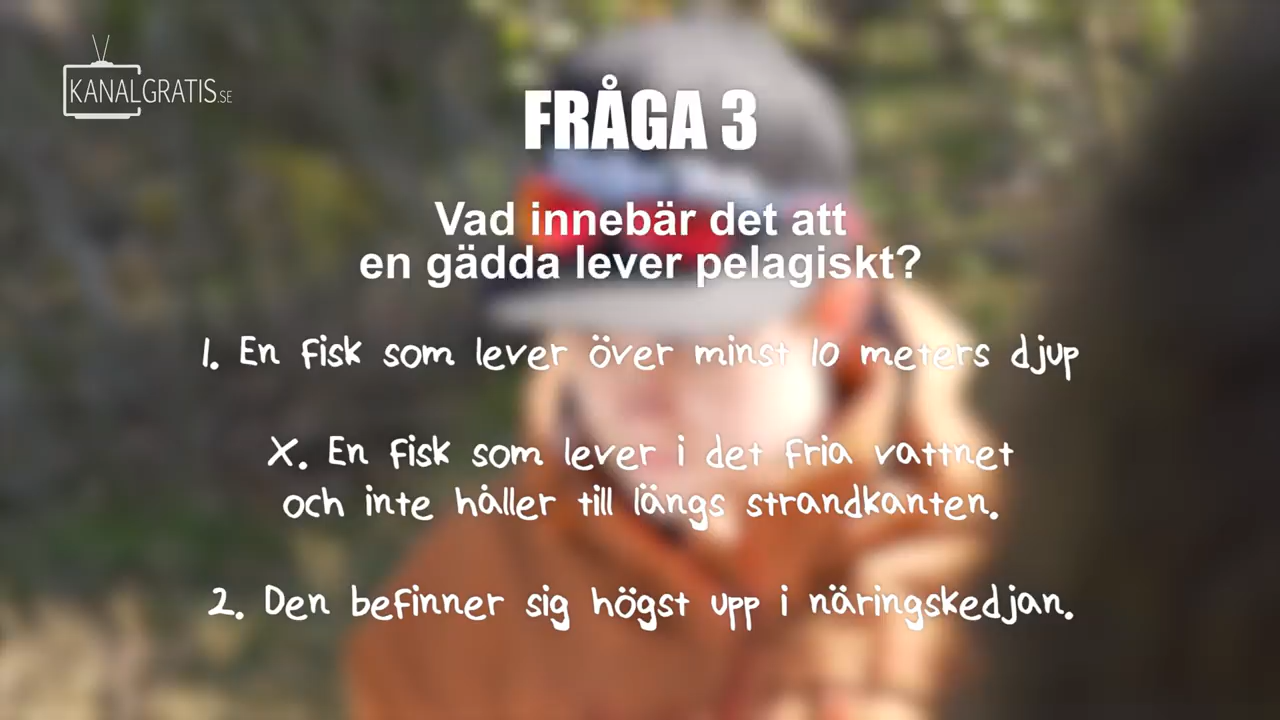 KANALGRATIS.SE
FRÅGA 3
Vad innebär det att
en gädda lever pelagiskt?
1. En fisk som lever över minst 10 meters djup
X. En fisk som lever i det fria vattnet
och inte håller till längs strandkanten.
2. Den befinner sig högst upp i näringskedjan.